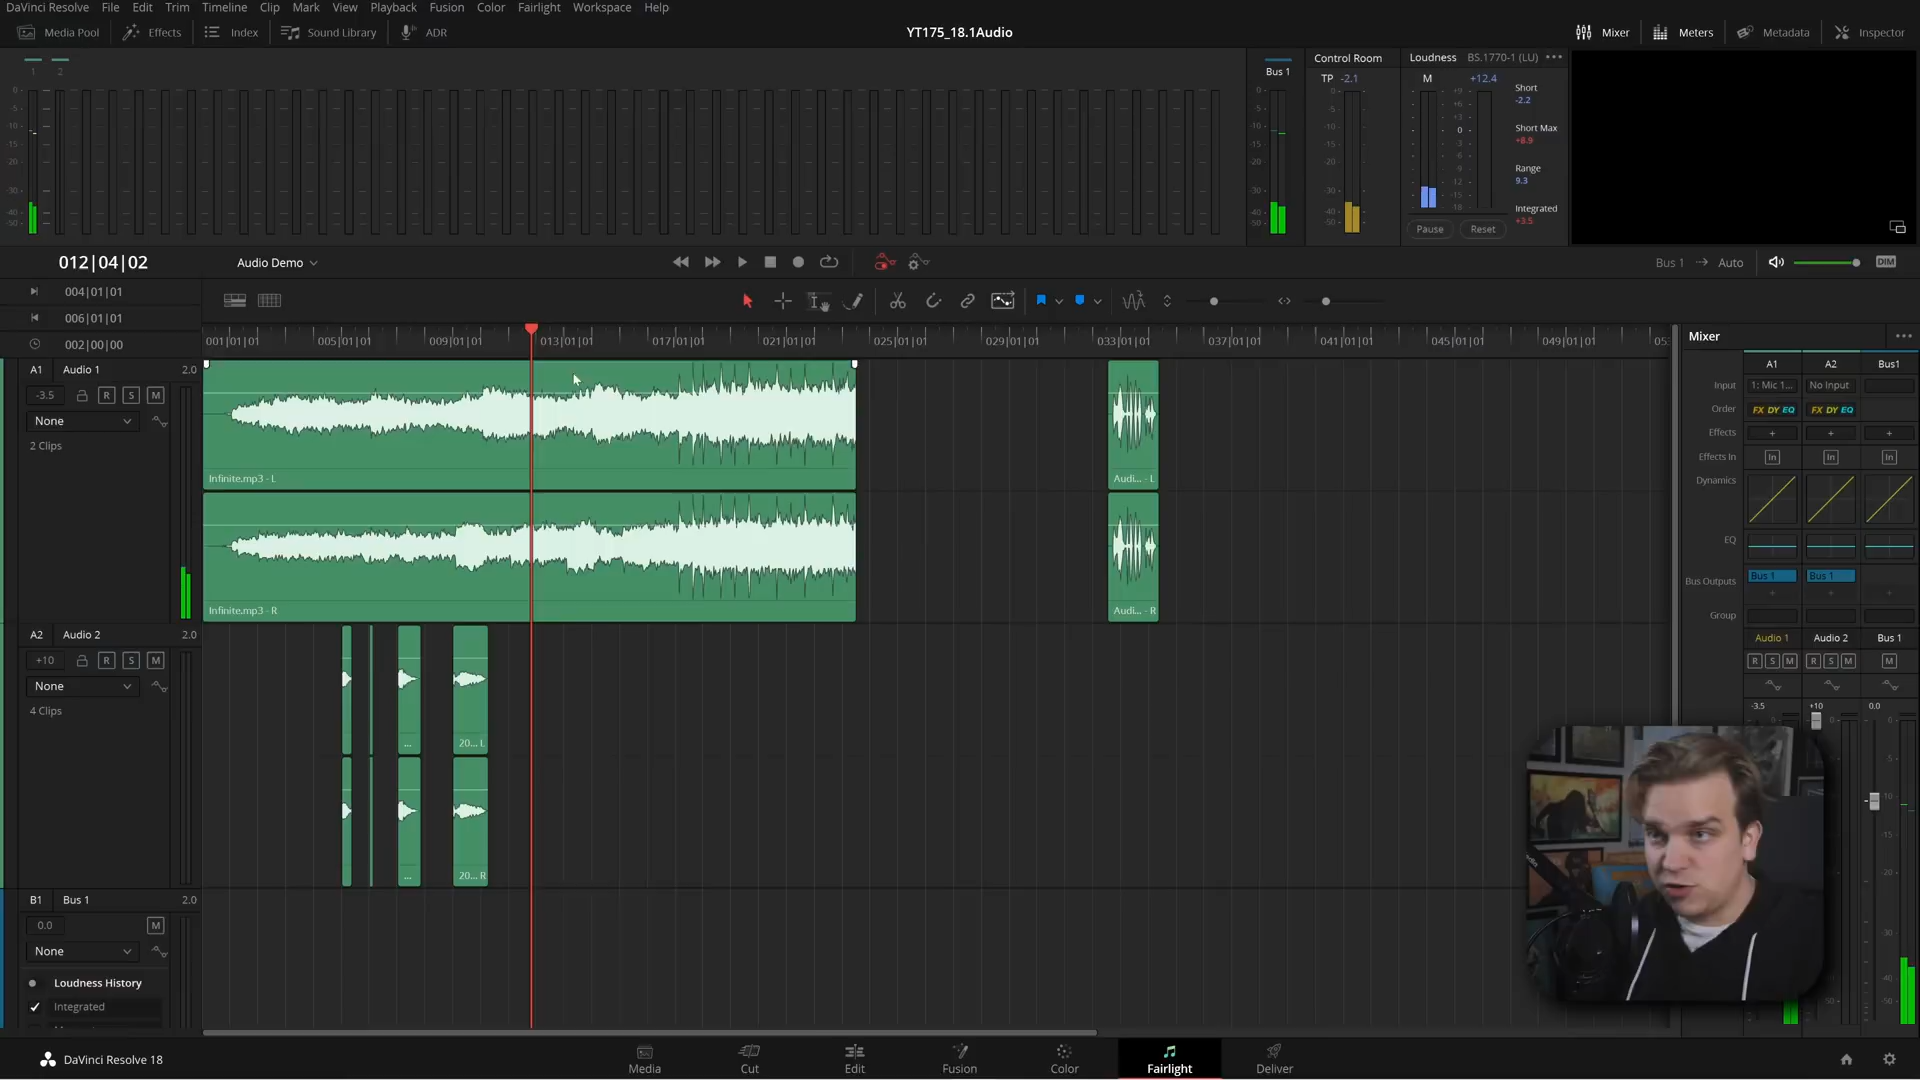 DaVinci Resolve File Edit Trim Timeline Clip Mark View Playback Fusion Color Fairlight Workspace Help
Media Pool Effects Index Sound Library ADR YT175_18.1Audio Mixer Meters Metadata Inspector
1 2 Bus 1 Control Room Loudness BS.1770-1 (LU)
TP -2.1 M +12.4
Short
-2.2
Short Max
+8.9
Range
9.3
Integrated
+3.5
Pause Reset
012|04|02 Audio Demo Bus 1 Auto DIM
004|01|01
006|01|01
002|00|00
001|01|01 005|01|01 009|01|01 013|01|01 017|01|01 021|01|01 025|01|01 029|01|01 033|01|01 037|01|01 041|01|01 045|01|01 049|01|01
A1 Audio 1 2.0
-3.5 R S M
None
2 Clips
Infinite.mp3 - L Audi... - L
Infinite.mp3 - R Audi... - R
A2 Audio 2 2.0
+10 R S M
None
4 Clips
... 20... L
... 20... R
B1 Bus 1 2.0
0.0 M
None
Loudness History
Integrated
Mixer
A1 A2 Bus1
Input 1: Mic 1... No Input
Order FX DY EQ FX DY EQ
Effects + + +
Effects In In In In
Dynamics
EQ
Bus Outputs Bus 1 Bus 1
Group
Audio 1 Audio 2 Bus 1
R S M R S M M
-3.5 +10 0.0
DaVinci Resolve 18 Media Cut Edit Fusion Color Fairlight Deliver